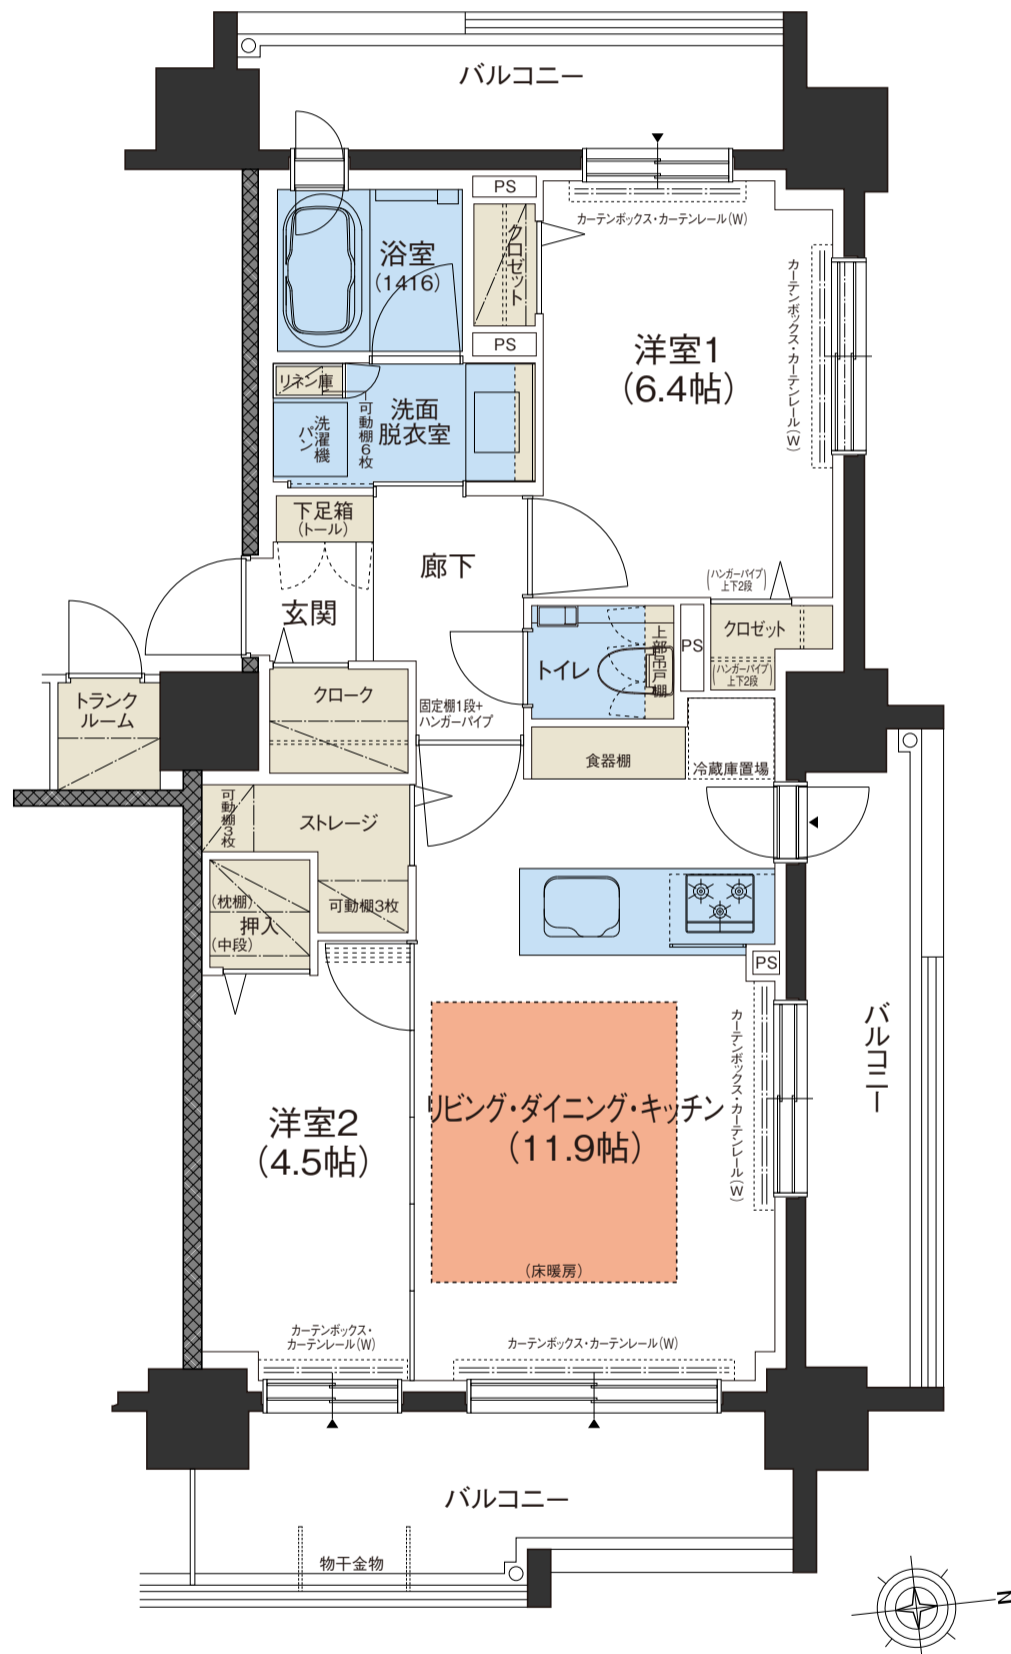 バルコニー
PS
カーテンボックス・カーテンレール(W)
クロゼット
浴室
(1416)
カーテンボックス・カーテンレール(W)
PS
洋室1
(6.4帖)
リネン庫
可動棚6枚
洗面
脱衣室
洗濯機
パン
下足箱
(トール)
廊下
玄関
(ハンガーパイプ
上下2段)
クロゼット
(ハンガーパイプ
上下2段)
トイレ
上部吊戸棚
PS
トランク
ルーム
クローク
固定棚1段+
ハンガーパイプ
食器棚
冷蔵庫置場
可動棚3枚
ストレージ
可動棚3枚
(枕棚)
押入
(中段)
PS
カーテンボックス・カーテンレール(W)
バルコニー
洋室2
(4.5帖)
リビング・ダイニング・キッチン
(11.9帖)
(床暖房)
カーテンボックス・
カーテンレール(W)
カーテンボックス・カーテンレール(W)
バルコニー
物干金物
N